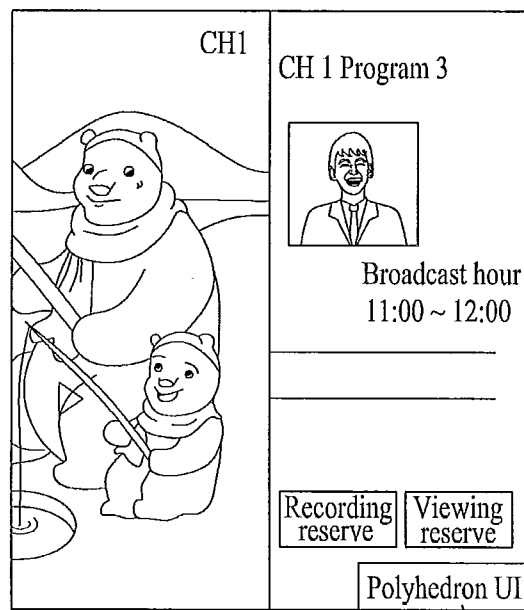 CH1
CH 1 Program 3
Broadcast hour
11:00 ~ 12:00
Recording
reserve
Viewing
reserve
Polyhedron UI